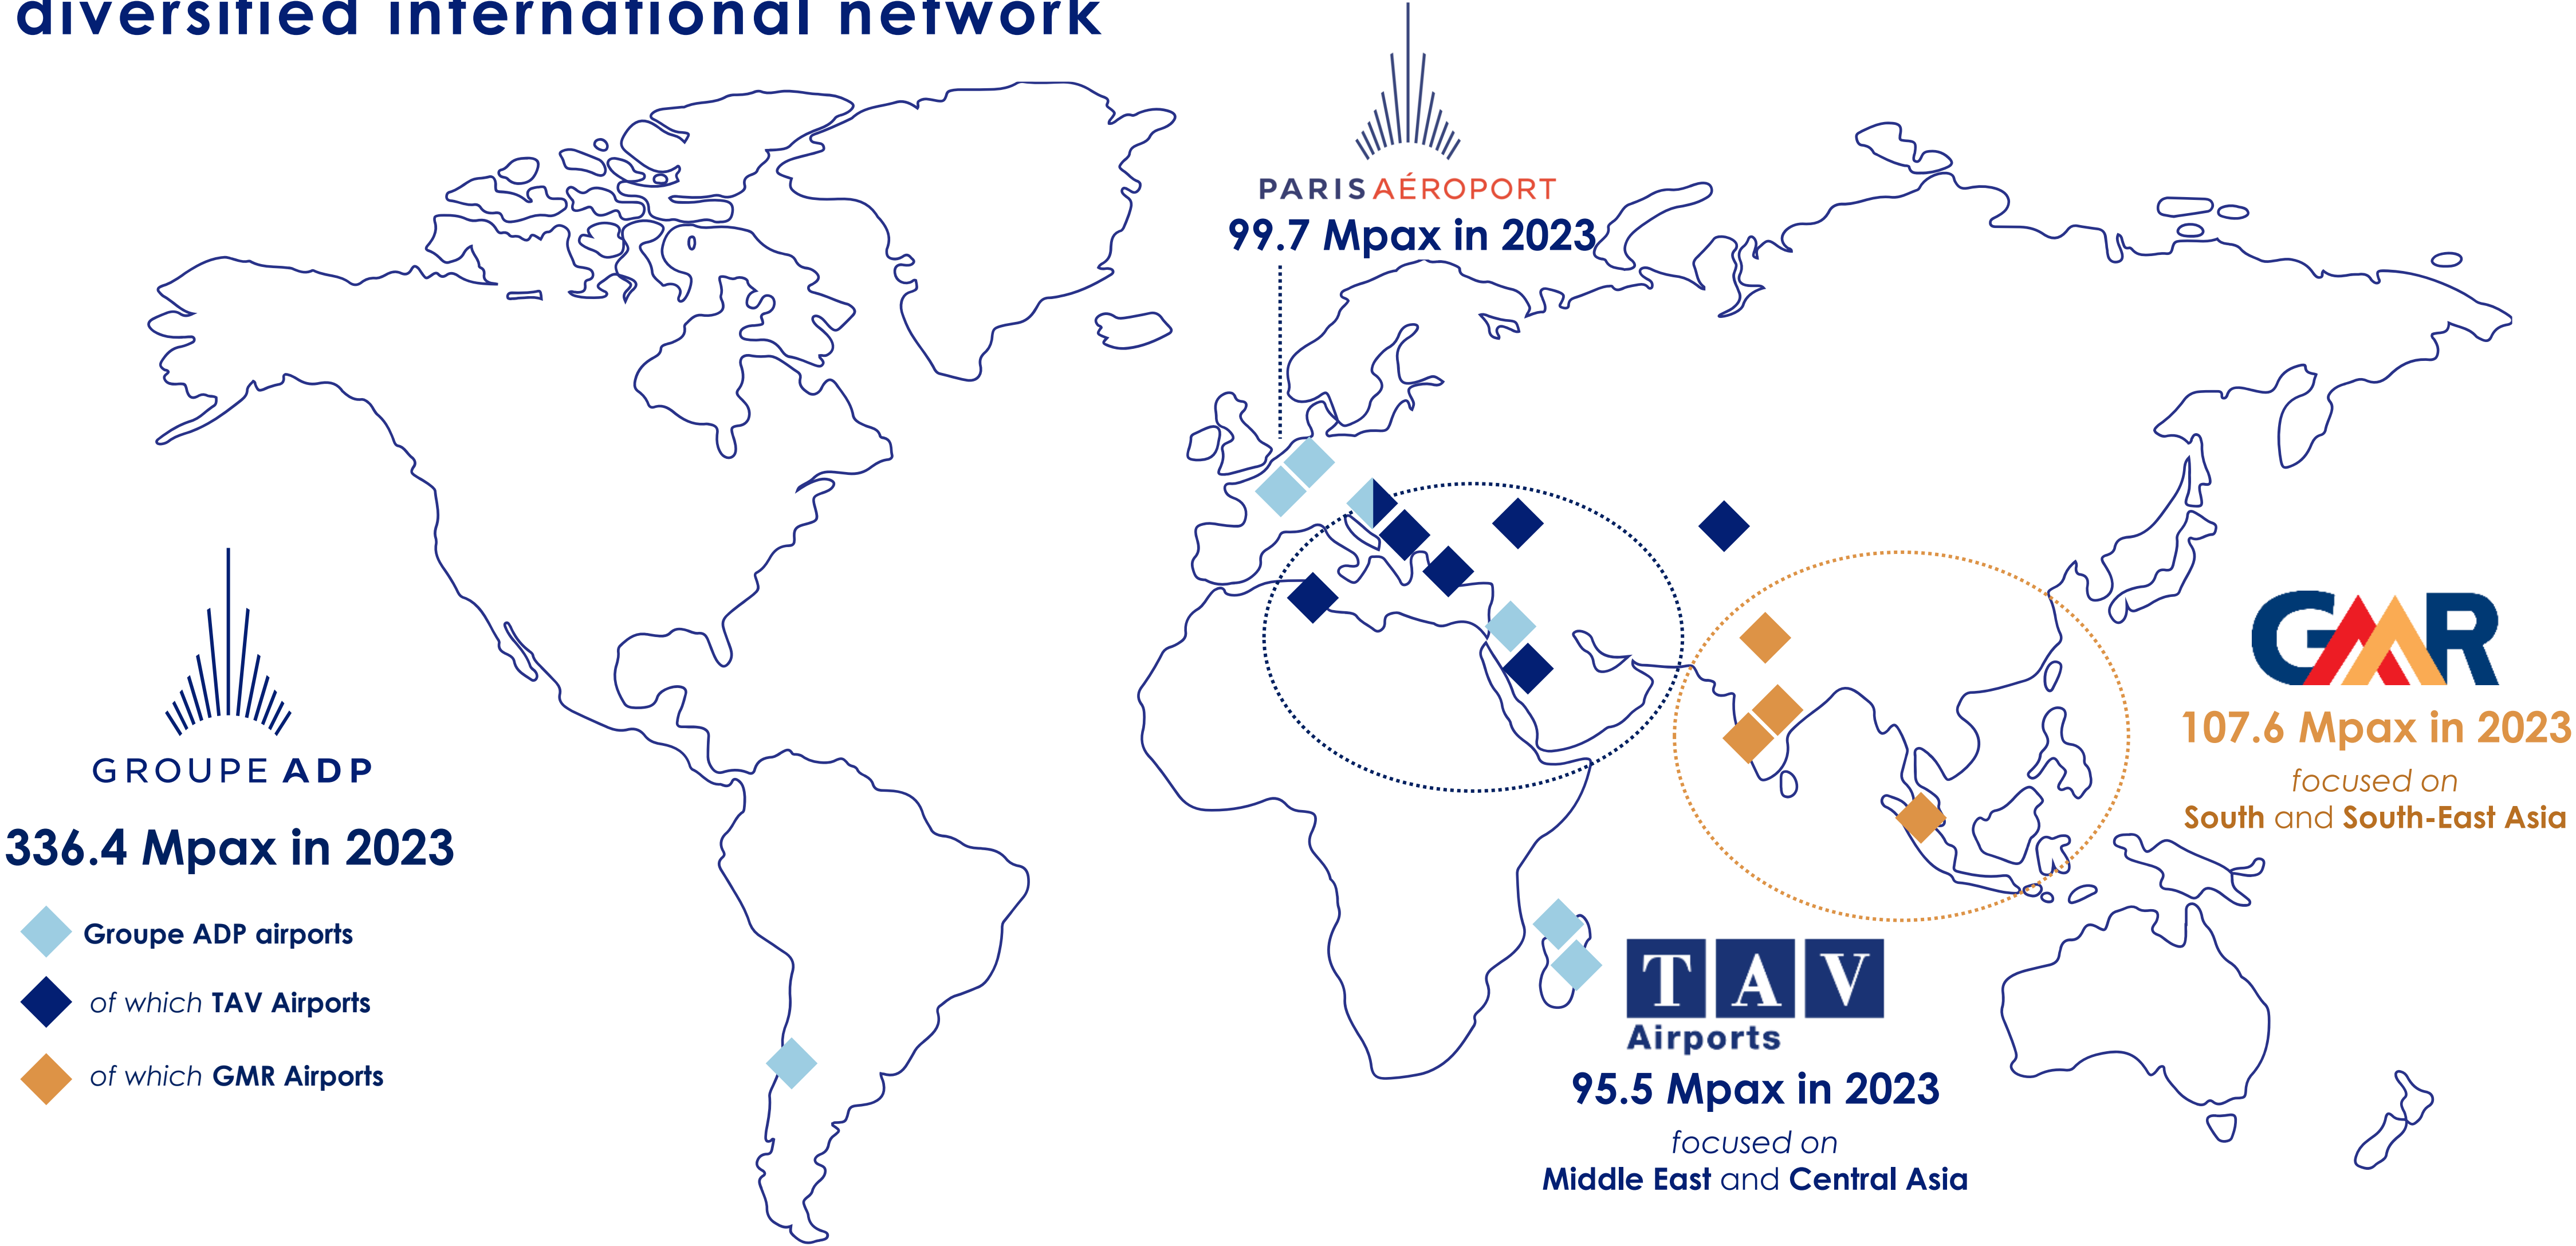 diversified international network
PARIS AÉROPORT
99.7 Mpax in 2023
GROUPE ADP
336.4 Mpax in 2023
Groupe ADP airports
of which TAV Airports
of which GMR Airports
GMR
107.6 Mpax in 2023
focused on
South and South-East Asia
TAV
Airports
95.5 Mpax in 2023
focused on
Middle East and Central Asia